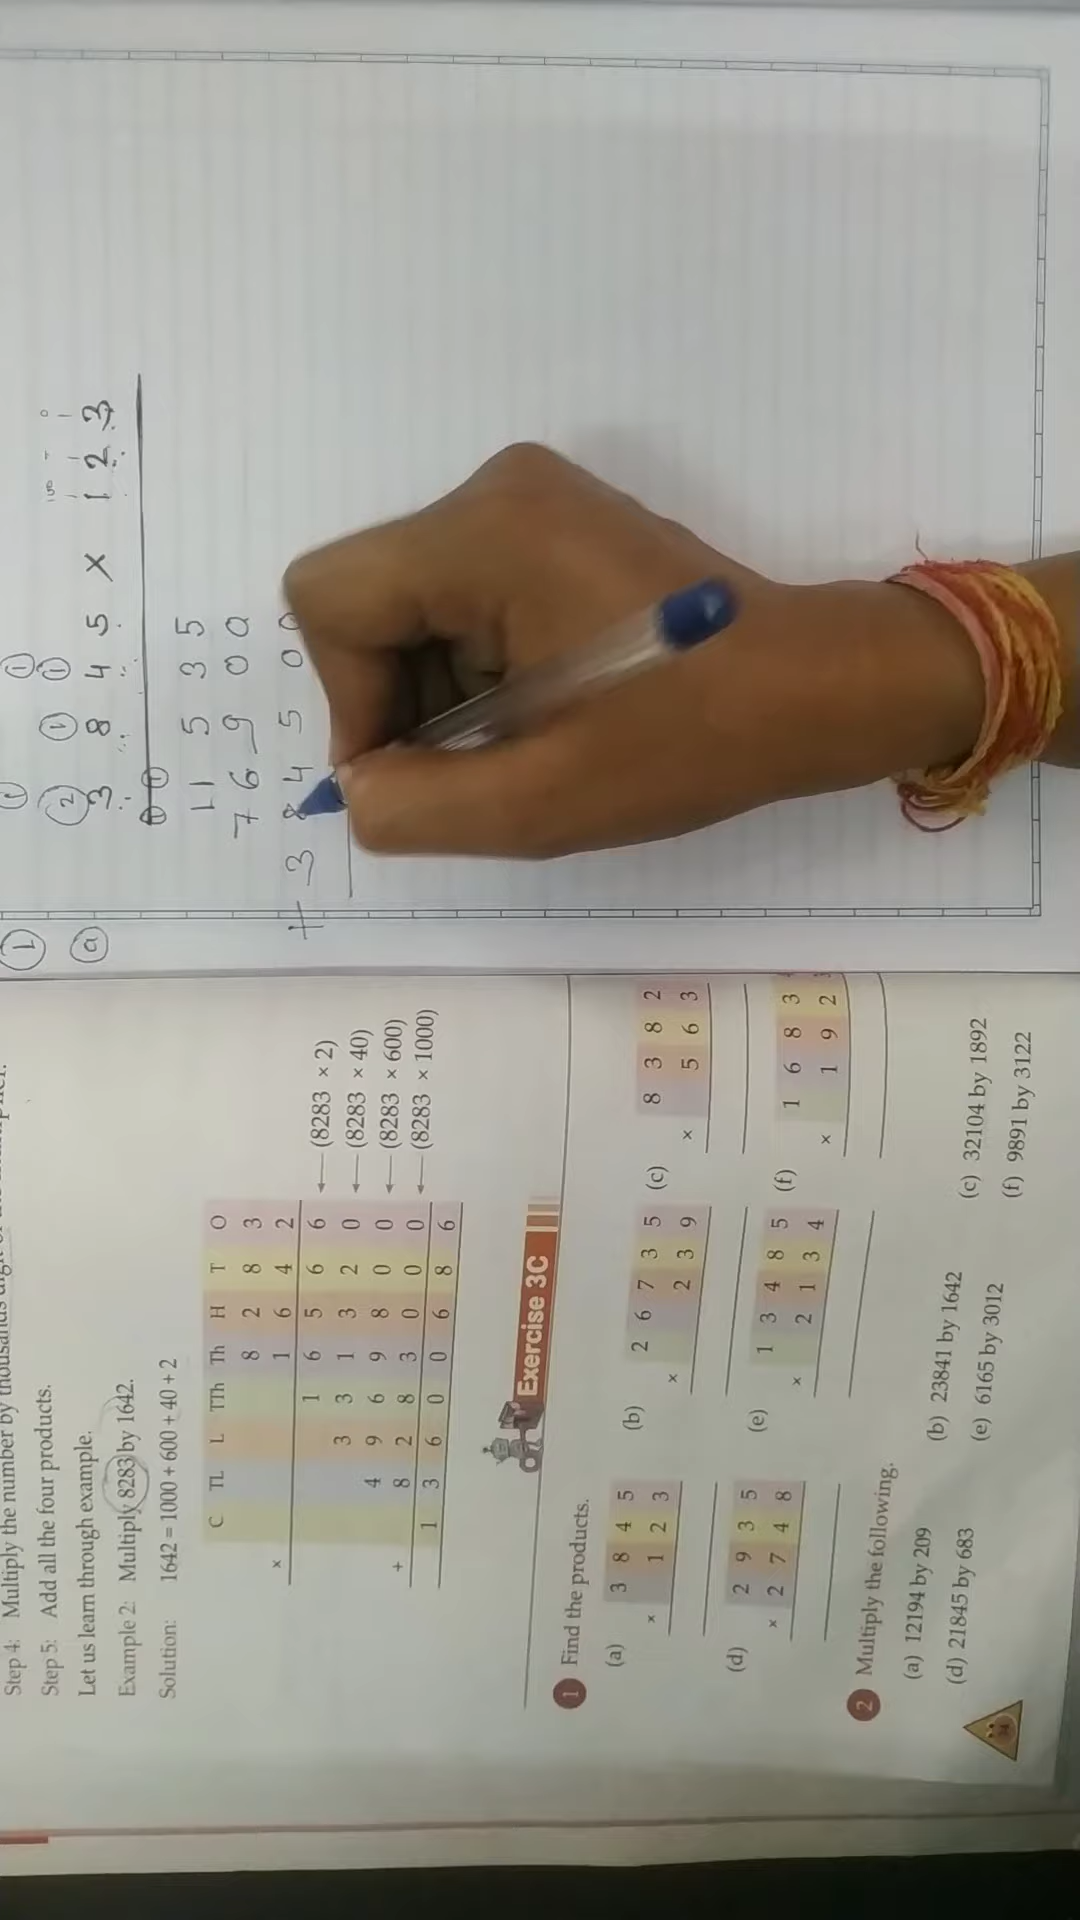 Step 4: Multiply the number by thousands
Step 5: Add all the four products.
Let us learn through example.
Example 2: Multiply 8283 by 1642.
Solution: 1642 = 1000 + 600 + 40 + 2
C TL L TTh Th H T O
8 2 8 3
× 1 6 4 2
1 6 5 6 6 ← (8283 × 2)
3 3 1 3 2 0 ← (8283 × 40)
4 9 6 9 8 0 0 ← (8283 × 600)
+ 8 2 8 3 0 0 0 ← (8283 × 1000)
1 3 6 0 0 6 8 6
Exercise 3C
1 Find the products.
(a) 3 8 4 5
× 1 2 3
(b) 2 6 7 3 5
× 2 3 9
(c) 8 3 8 2
× 5 6 3
(d) 2 9 3 5
× 2 7 4 8
(e) 1 3 4 8 5
× 2 1 3 4
(f) 1 6 8 3
× 1 9 2
2 Multiply the following.
(a) 12194 by 209 (b) 23841 by 1642 (c) 32104 by 1892
(d) 21845 by 683 (e) 6165 by 3012 (f) 9891 by 3122
1
1 1
2 1 1
a 3 8 4 5 × 1 2 3
1 1 5 3 5
7 6 9 0 0
+ 3 8 4 5 0 0